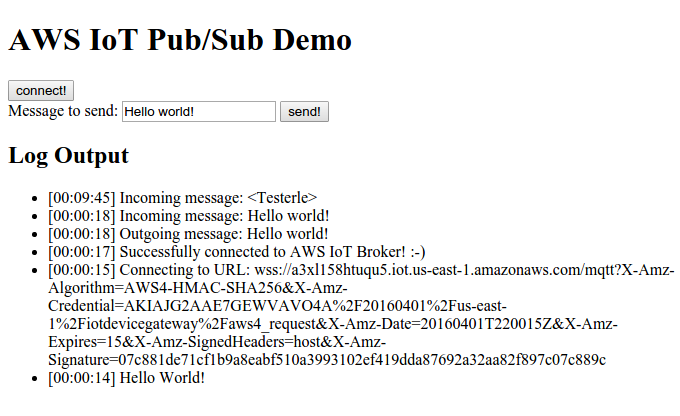 AWS IoT Pub/Sub Demo
connect!
Message to send: Hello world! send!
Log Output
[00:09:45] Incoming message: <Testerle>
[00:00:18] Incoming message: Hello world!
[00:00:18] Outgoing message: Hello world!
[00:00:17] Successfully connected to AWS IoT Broker! :-)
[00:00:15] Connecting to URL: wss://a3xl158htuqu5.iot.us-east-1.amazonaws.com/mqtt?X-Amz-
Algorithm=AWS4-HMAC-SHA256&X-Amz-
Credential=AKIAJG2AAE7GEWVAVO4A%2F20160401%2Fus-east-
1%2Fiotdevicegateway%2Faws4_request&X-Amz-Date=20160401T220015Z&X-Amz-
Expires=15&X-Amz-SignedHeaders=host&X-Amz-
Signature=07c881de71cf1b9a8eabf510a3993102ef419dda87692a32aa82f897c07c889c
[00:00:14] Hello World!